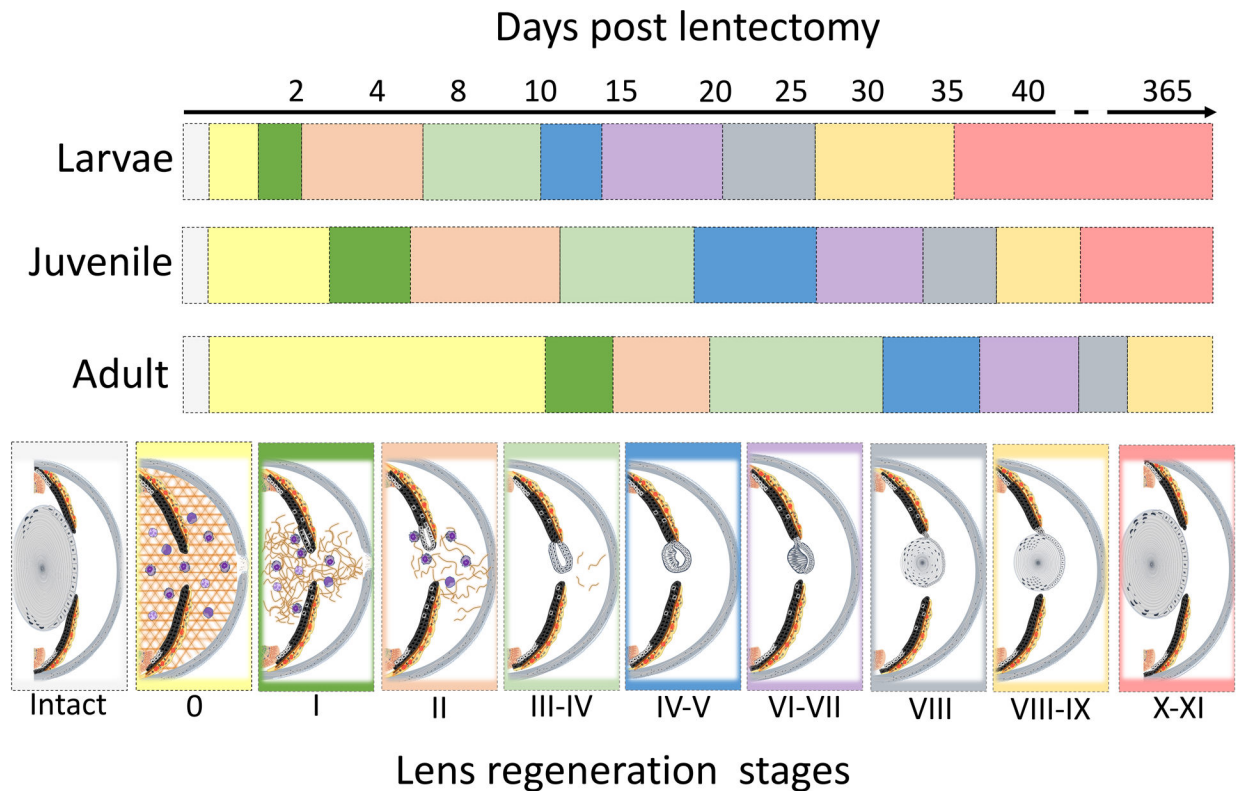 Days post lentectomy
2 4 8 10 15 20 25 30 35 40 365
Larvae
Juvenile
Adult
Intact 0 I II III-IV IV-V VI-VII VIII VIII-IX X-XI
Lens regeneration stages